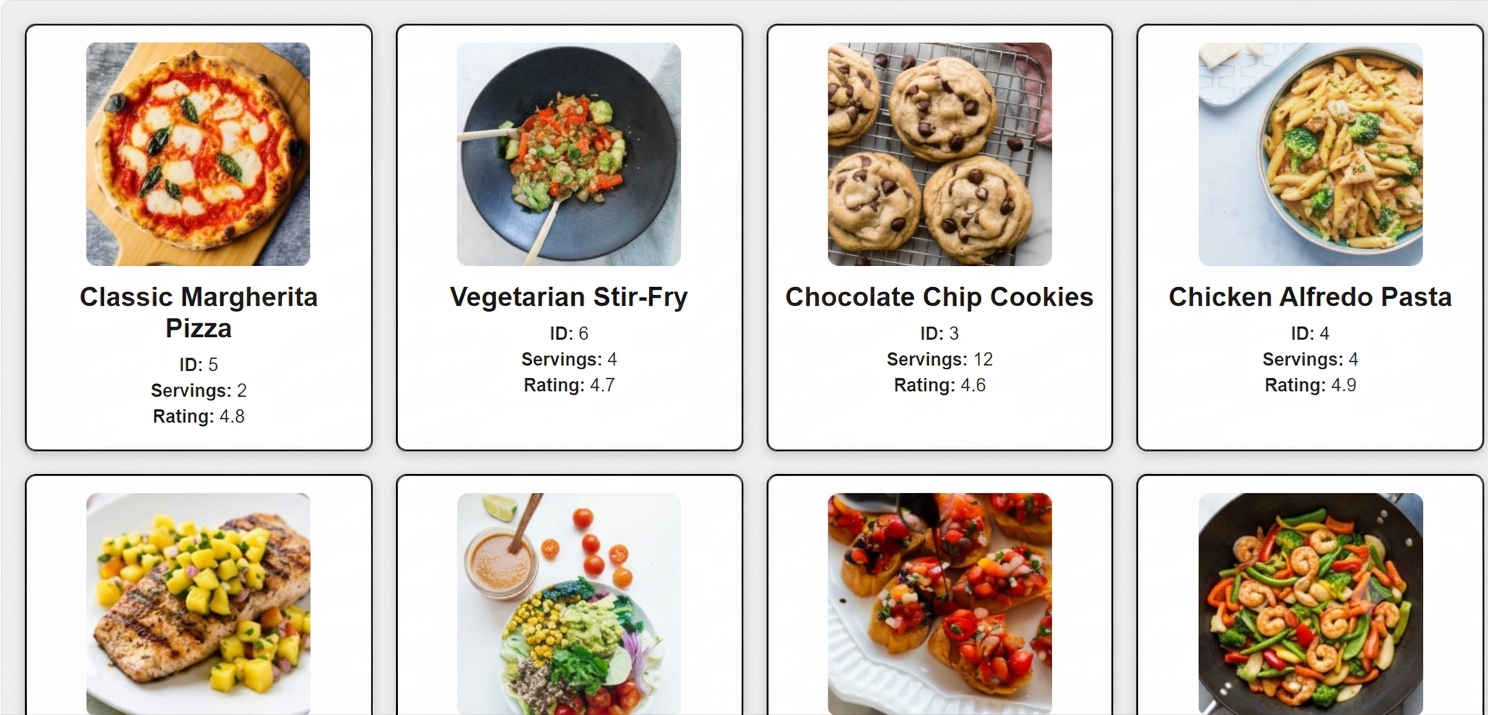 Classic Margherita
Pizza
ID: 5
Servings: 2
Rating: 4.8
Vegetarian Stir-Fry
ID: 6
Servings: 4
Rating: 4.7
Chocolate Chip Cookies
ID: 3
Servings: 12
Rating: 4.6
Chicken Alfredo Pasta
ID: 4
Servings: 4
Rating: 4.9